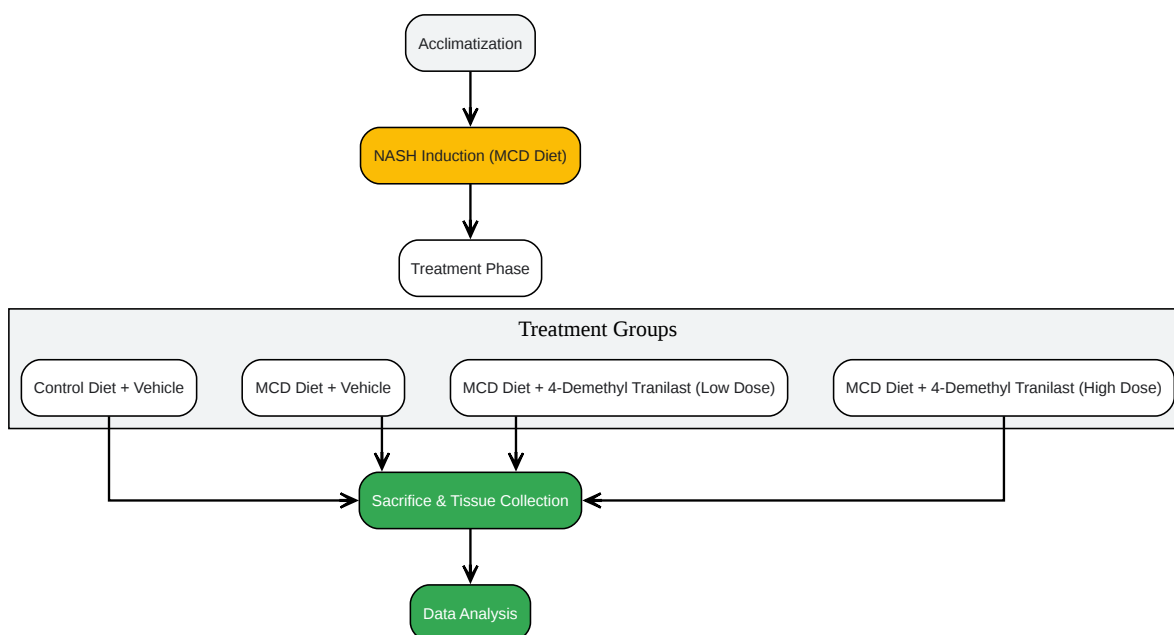 Acclimatization
NASH Induction (MCD Diet)
Treatment Phase
Treatment Groups
Control Diet + Vehicle
MCD Diet + Vehicle
MCD Diet + 4-Demethyl Tranilast (Low Dose)
MCD Diet + 4-Demethyl Tranilast (High Dose)
Sacrifice & Tissue Collection
Data Analysis